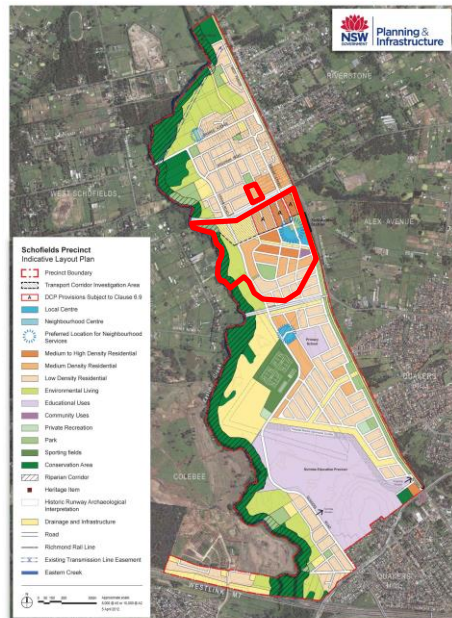 NSW
GOVERNMENT
Planning &
Infrastructure
RIVERSTONE
WEST SCHOFIELDS
ALEX AVENUE
Schofields Precinct
Indicative Layout Plan
Precinct Boundary
Transport Corridor Investigation Area
A DCP Provisions Subject to Clause 6.6
Local Centre
Neighbourhood Centre
Preferred Location for Neighbourhood
Services
Medium to High Density Residential
Medium Density Residential
Low Density Residential
Environmental Living
Educational Uses
Community Uses
Private Recreation
Park
Sporting fields
Conservation Area
Riparian Corridor
Heritage Item
Historic Runway Archaeological
Interpretation
Drainage and Infrastructure
Road
Richmond Rail Line
Existing Transmission Line Easement
Eastern Creek
A
A
A
Primary
School
QUAKERS
COLEBEE
WESTLINK M7